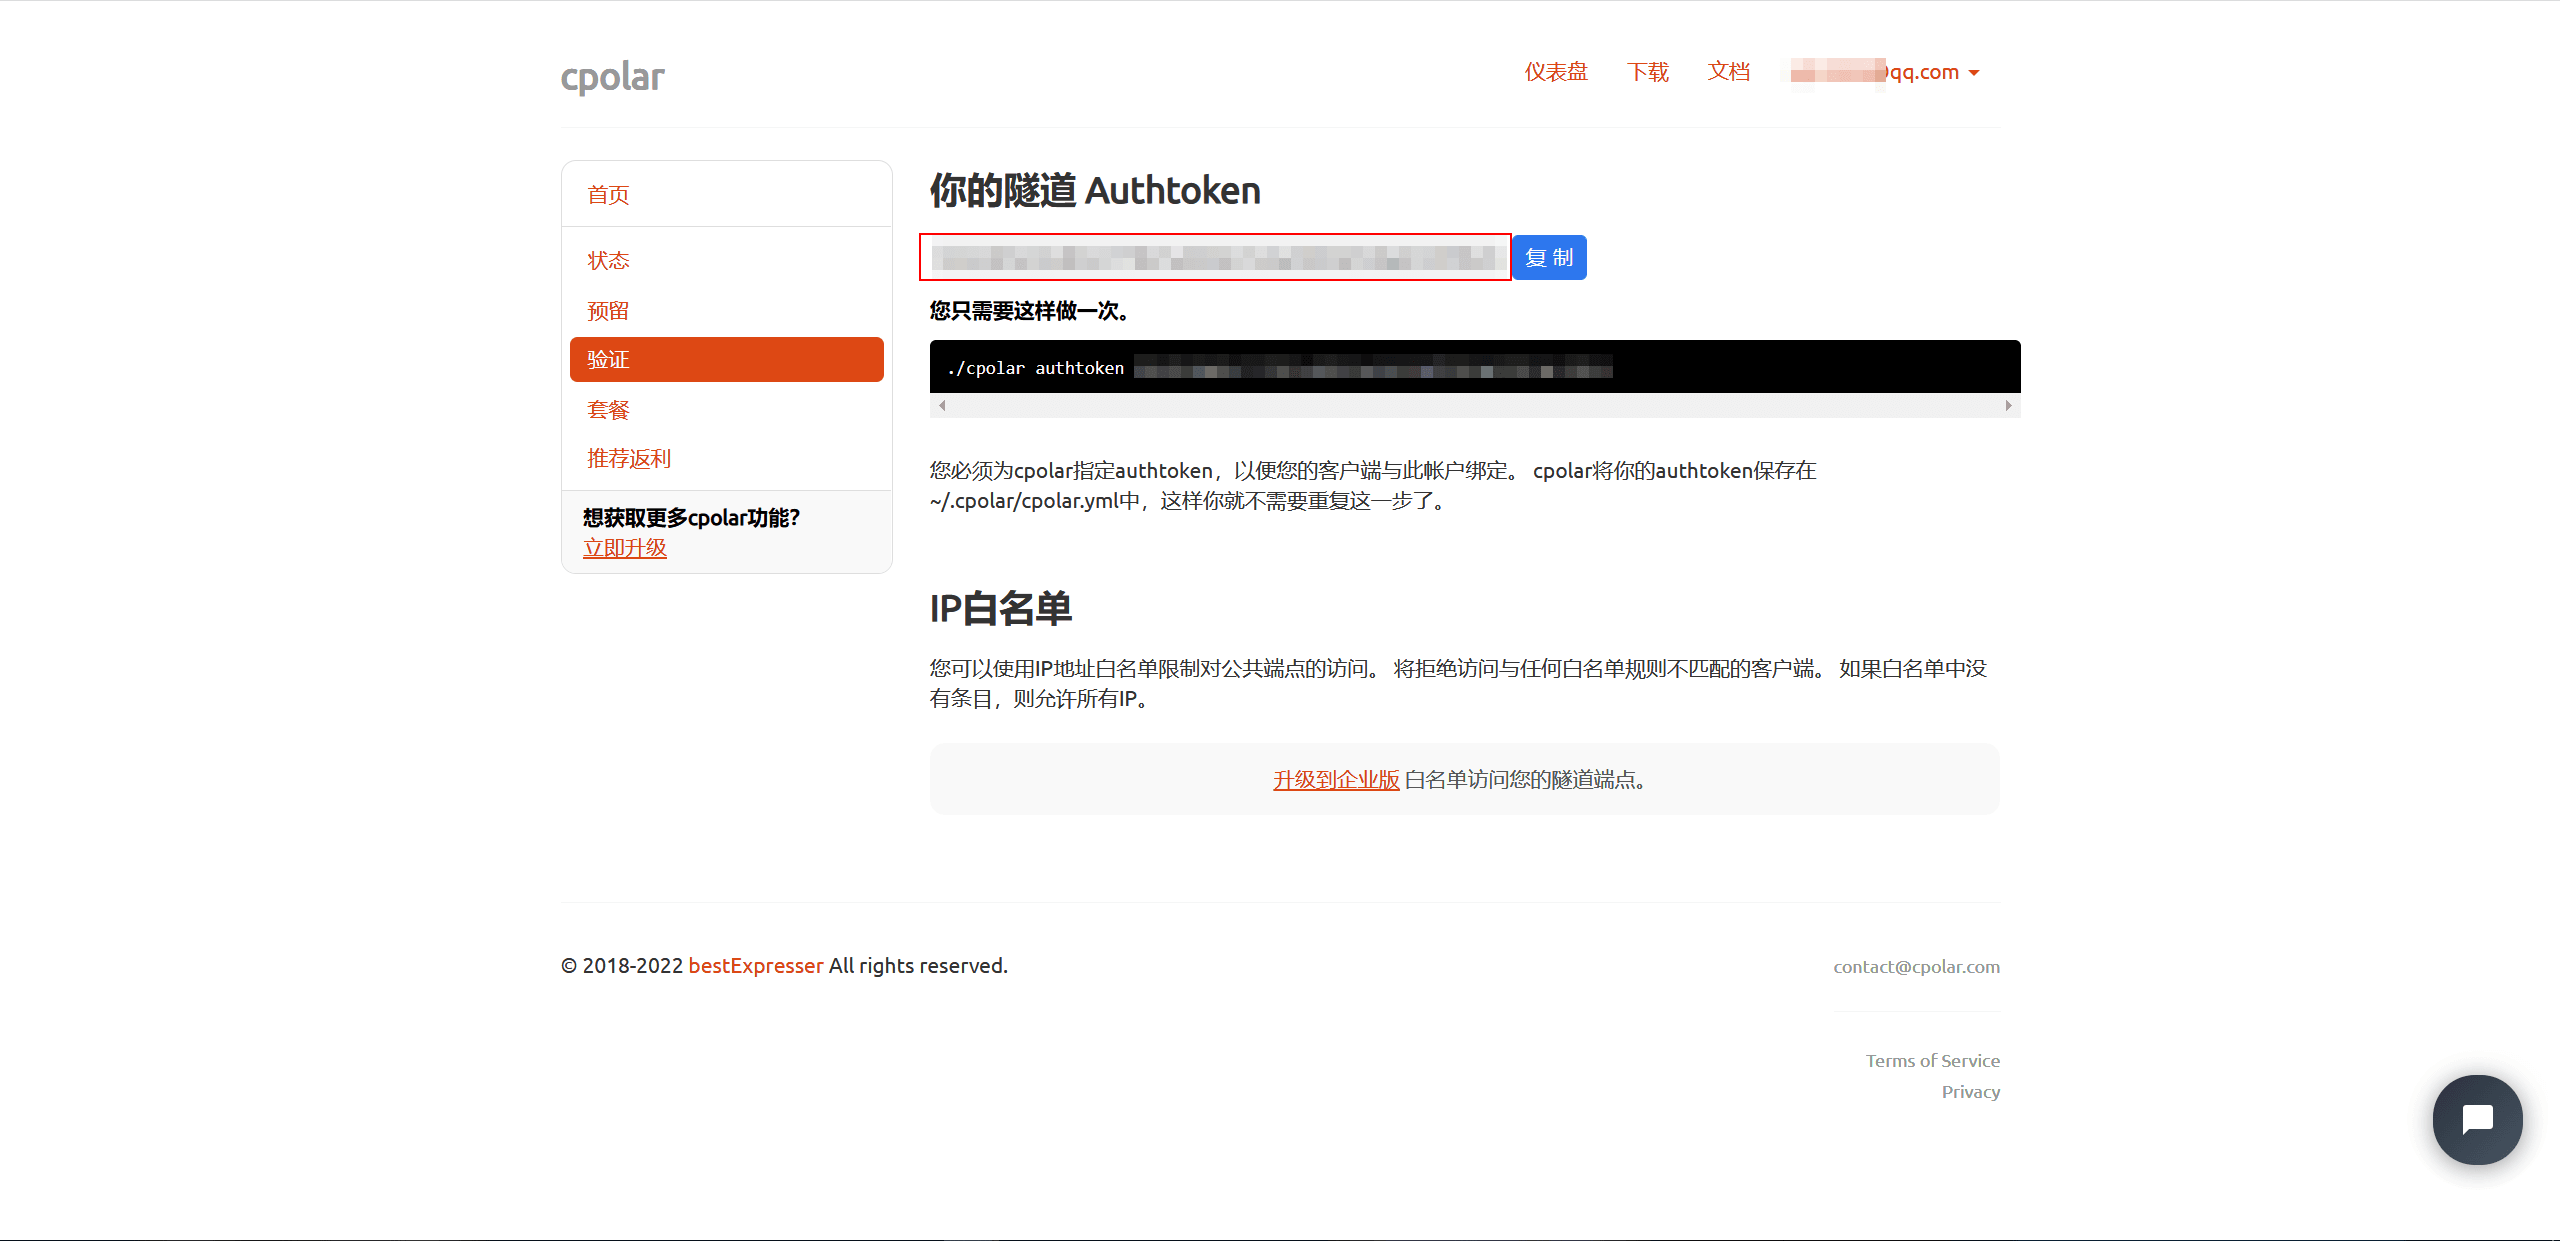 cpolar
仪表盘 下载 文档 qq.com
首页
状态
预留
验证
套餐
推荐返利
想获取更多cpolar功能?
立即升级
你的隧道 Authtoken
复 制
您只需要这样做一次。
./cpolar authtoken
您必须为cpolar指定authtoken，以便您的客户端与此帐户绑定。 cpolar将你的authtoken保存在
~/.cpolar/cpolar.yml中，这样你就不需要重复这一步了。
IP白名单
您可以使用IP地址白名单限制对公共端点的访问。 将拒绝访问与任何白名单规则不匹配的客户端。 如果白名单中没
有条目，则允许所有IP。
升级到企业版 白名单访问您的隧道端点。
© 2018-2022 bestExpresser All rights reserved.
contact@cpolar.com
Terms of Service
Privacy